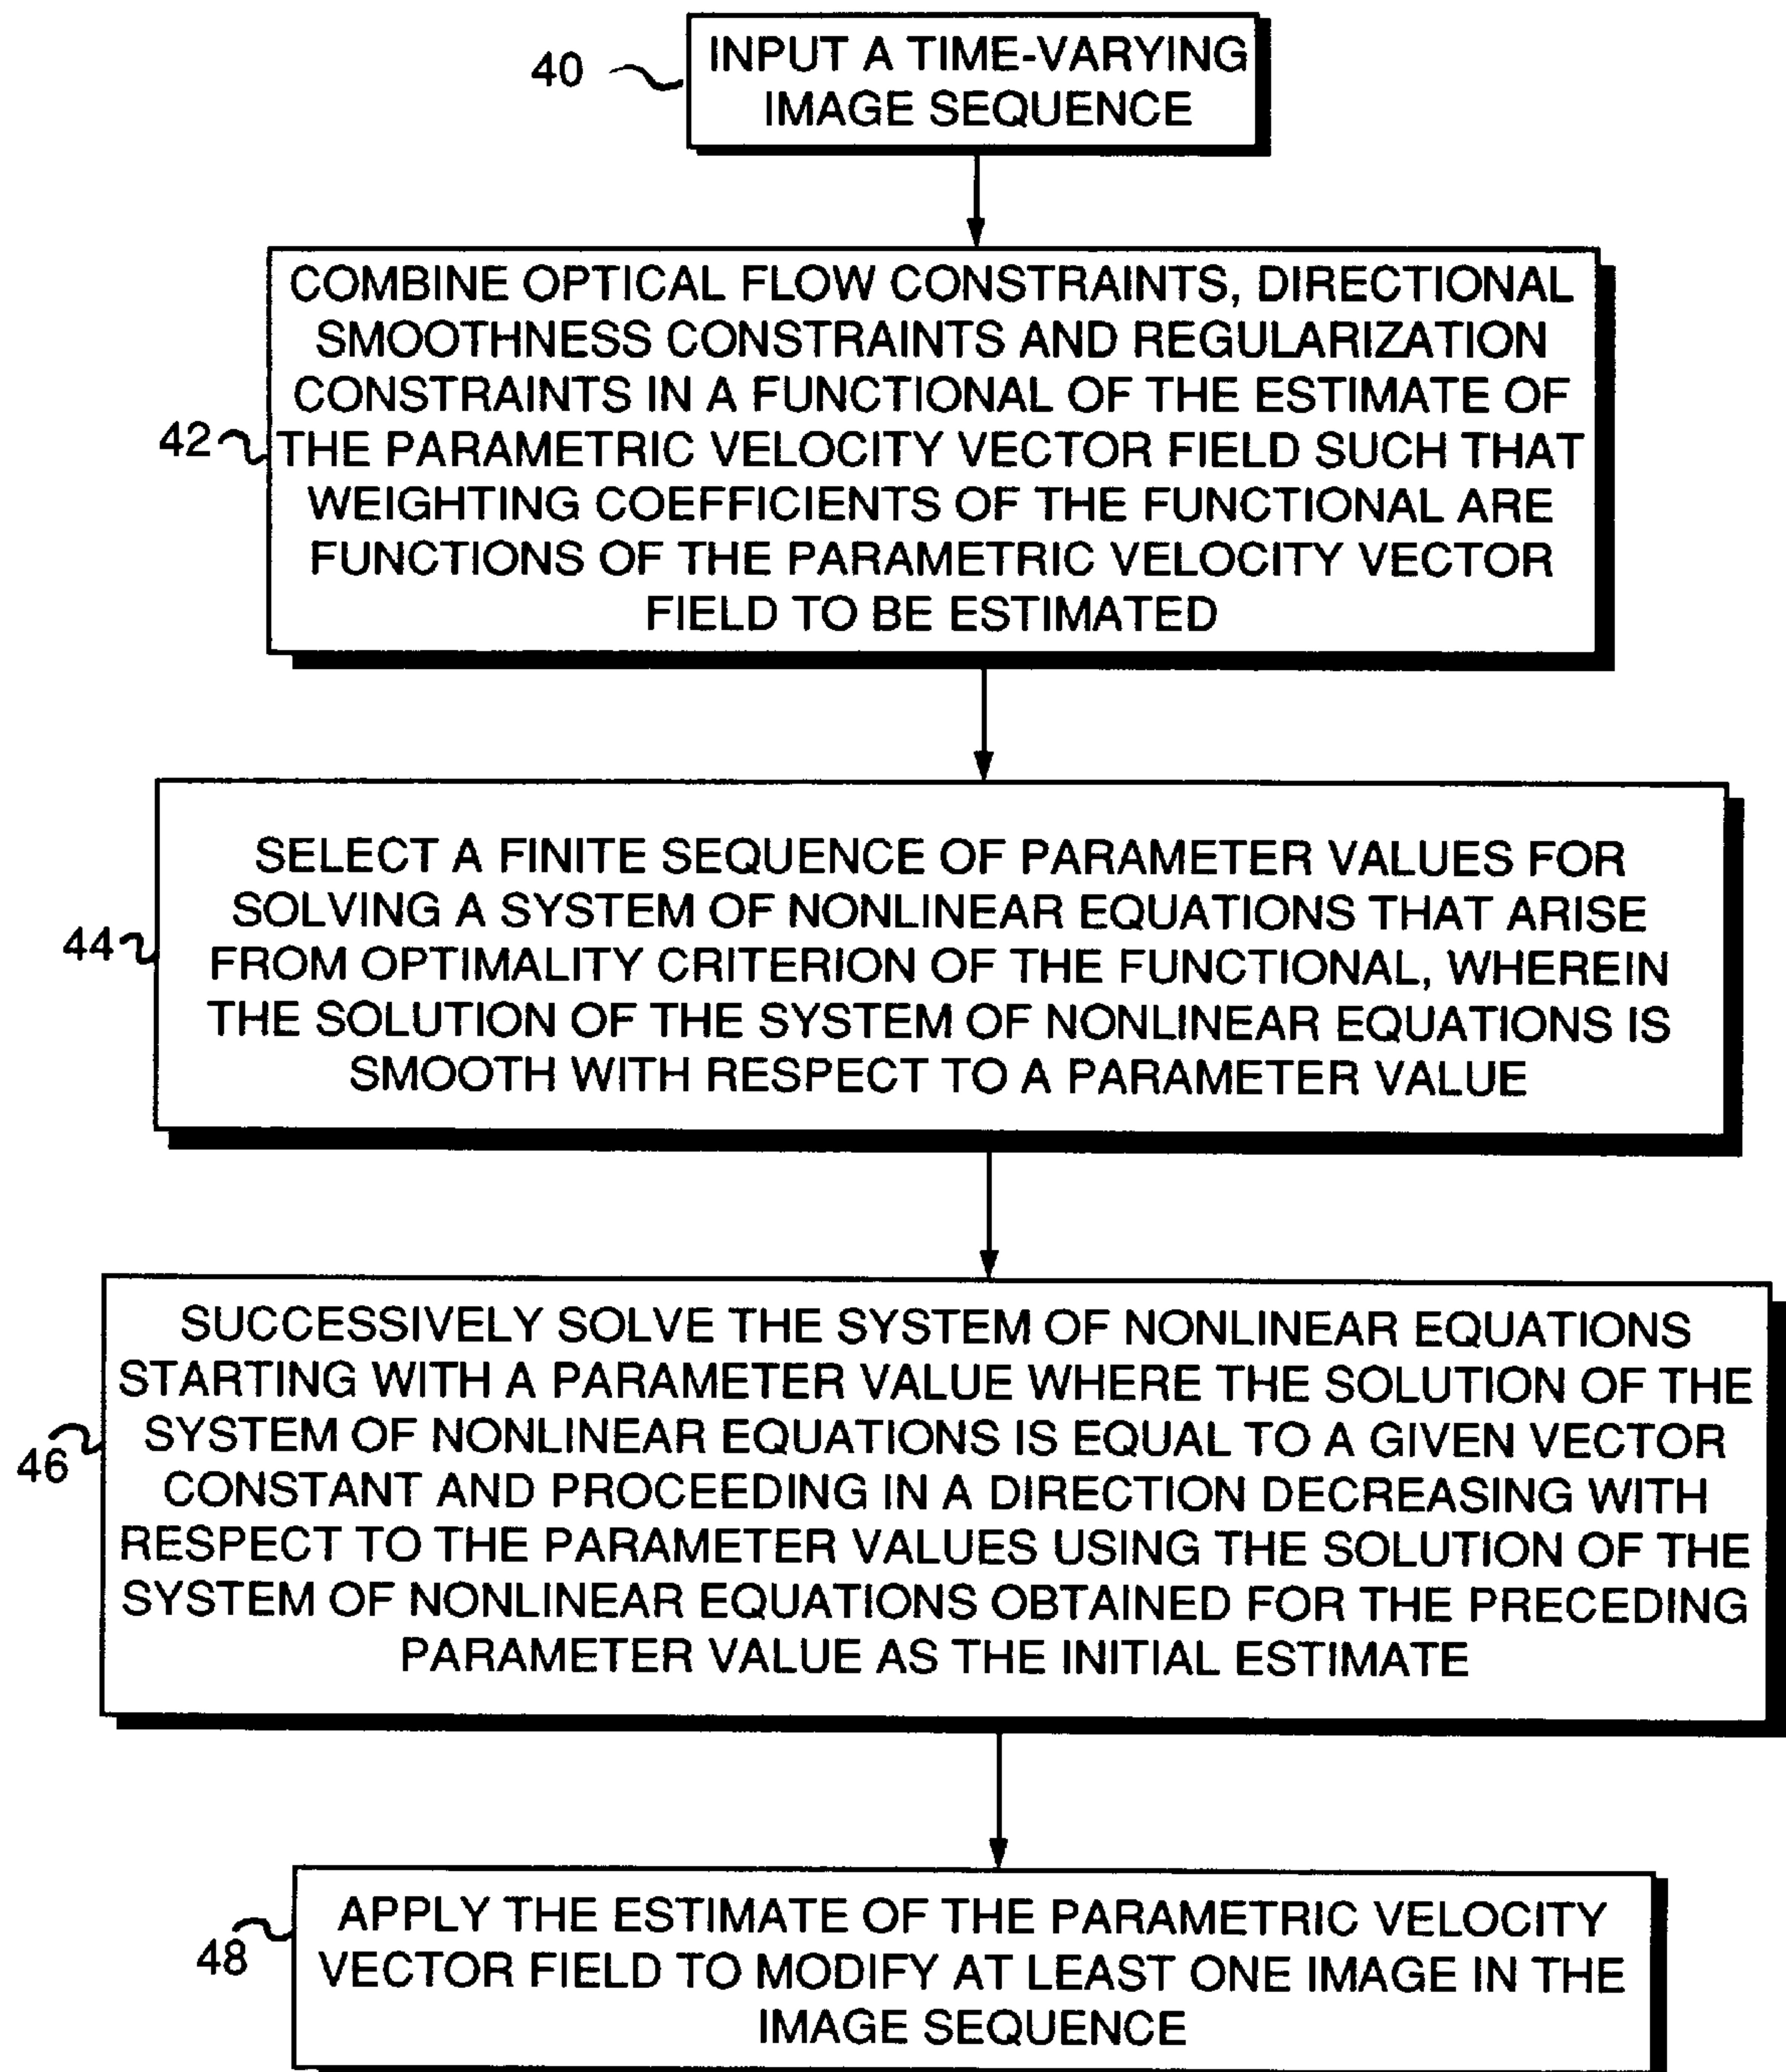 40
INPUT A TIME-VARYING
IMAGE SEQUENCE
COMBINE OPTICAL FLOW CONSTRAINTS, DIRECTIONAL
SMOOTHNESS CONSTRAINTS AND REGULARIZATION
CONSTRAINTS IN A FUNCTIONAL OF THE ESTIMATE OF
42
THE PARAMETRIC VELOCITY VECTOR FIELD SUCH THAT
WEIGHTING COEFFICIENTS OF THE FUNCTIONAL ARE
FUNCTIONS OF THE PARAMETRIC VELOCITY VECTOR
FIELD TO BE ESTIMATED
SELECT A FINITE SEQUENCE OF PARAMETER VALUES FOR
SOLVING A SYSTEM OF NONLINEAR EQUATIONS THAT ARISE
44
FROM OPTIMALITY CRITERION OF THE FUNCTIONAL, WHEREIN
THE SOLUTION OF THE SYSTEM OF NONLINEAR EQUATIONS IS
SMOOTH WITH RESPECT TO A PARAMETER VALUE
SUCCESSIVELY SOLVE THE SYSTEM OF NONLINEAR EQUATIONS
STARTING WITH A PARAMETER VALUE WHERE THE SOLUTION OF THE
SYSTEM OF NONLINEAR EQUATIONS IS EQUAL TO A GIVEN VECTOR
46
CONSTANT AND PROCEEDING IN A DIRECTION DECREASING WITH
RESPECT TO THE PARAMETER VALUES USING THE SOLUTION OF THE
SYSTEM OF NONLINEAR EQUATIONS OBTAINED FOR THE PRECEDING
PARAMETER VALUE AS THE INITIAL ESTIMATE
APPLY THE ESTIMATE OF THE PARAMETRIC VELOCITY
48
VECTOR FIELD TO MODIFY AT LEAST ONE IMAGE IN THE
IMAGE SEQUENCE